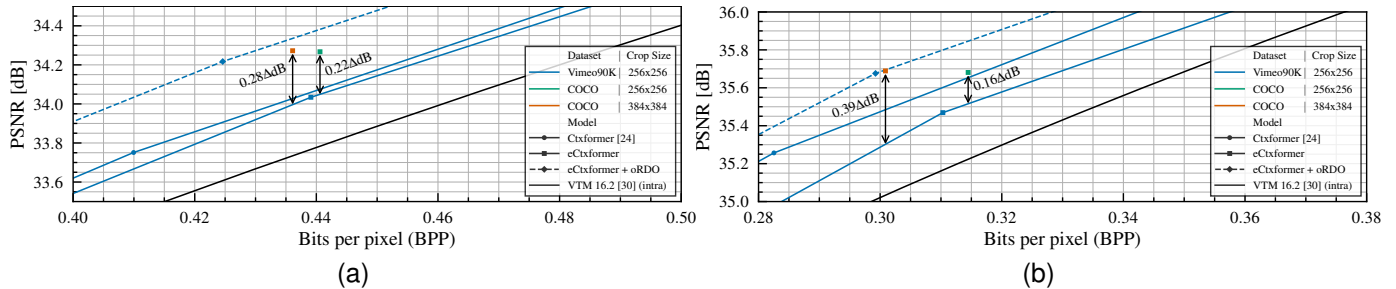 34.4
34.2
34.0
33.8
33.6
PSNR [dB]
0.28ΔdB
0.22ΔdB
Dataset | Crop Size
Vimeo90K | 256x256
COCO | 256x256
COCO | 384x384
Model
Ctxformer [24]
eCtxformer
eCtxformer + oRDO
VTM 16.2 [30] (intra)
0.40 0.42 0.44 0.46 0.48 0.50
Bits per pixel (BPP)
(a)
36.0
35.8
35.6
35.4
35.2
35.0
PSNR [dB]
0.39ΔdB
0.16ΔdB
Dataset | Crop Size
Vimeo90K | 256x256
COCO | 256x256
COCO | 384x384
Model
Ctxformer [24]
eCtxformer
eCtxformer + oRDO
VTM 16.2 [30] (intra)
0.28 0.30 0.32 0.34 0.36 0.38
Bits per pixel (BPP)
(b)